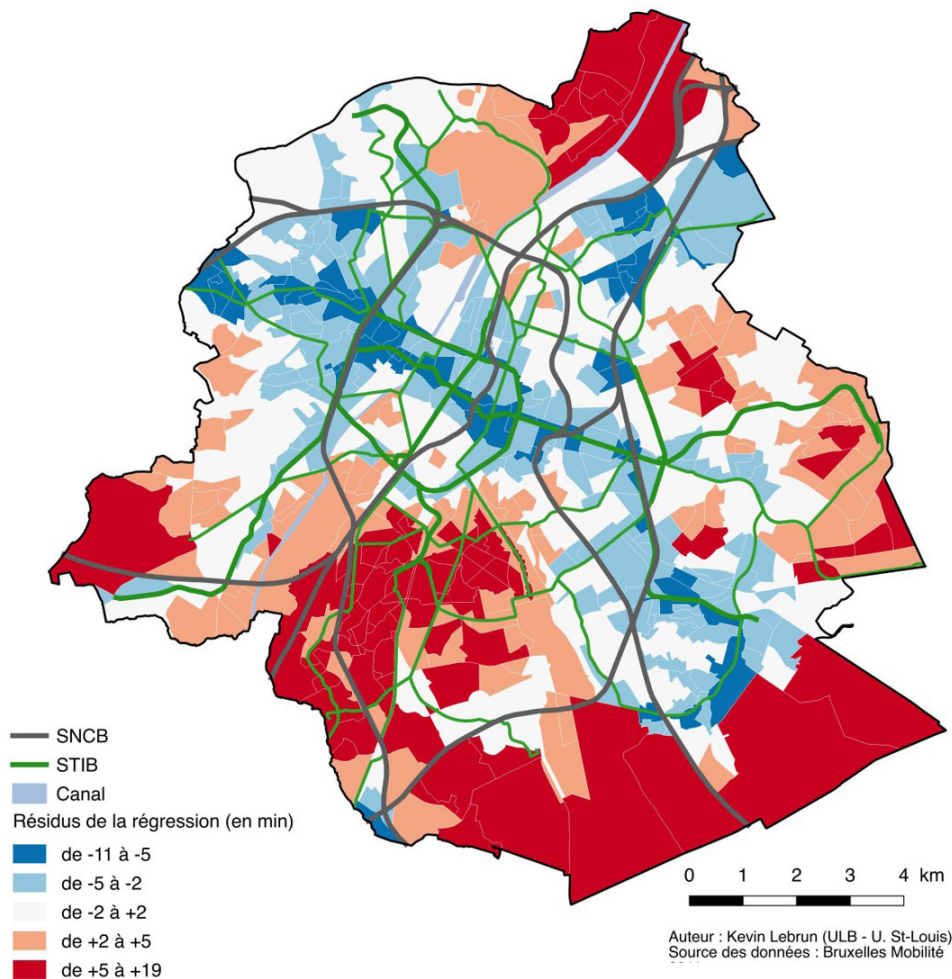 SNCB
STIB
Canal
Résidus de la régression (en min)
de -11 à -5
de -5 à -2
de -2 à +2
de +2 à +5
de +5 à +19
0 1 2 3 4 km
Auteur : Kevin Lebrun (ULB - U. St-Louis)
Source des données : Bruxelles Mobilité